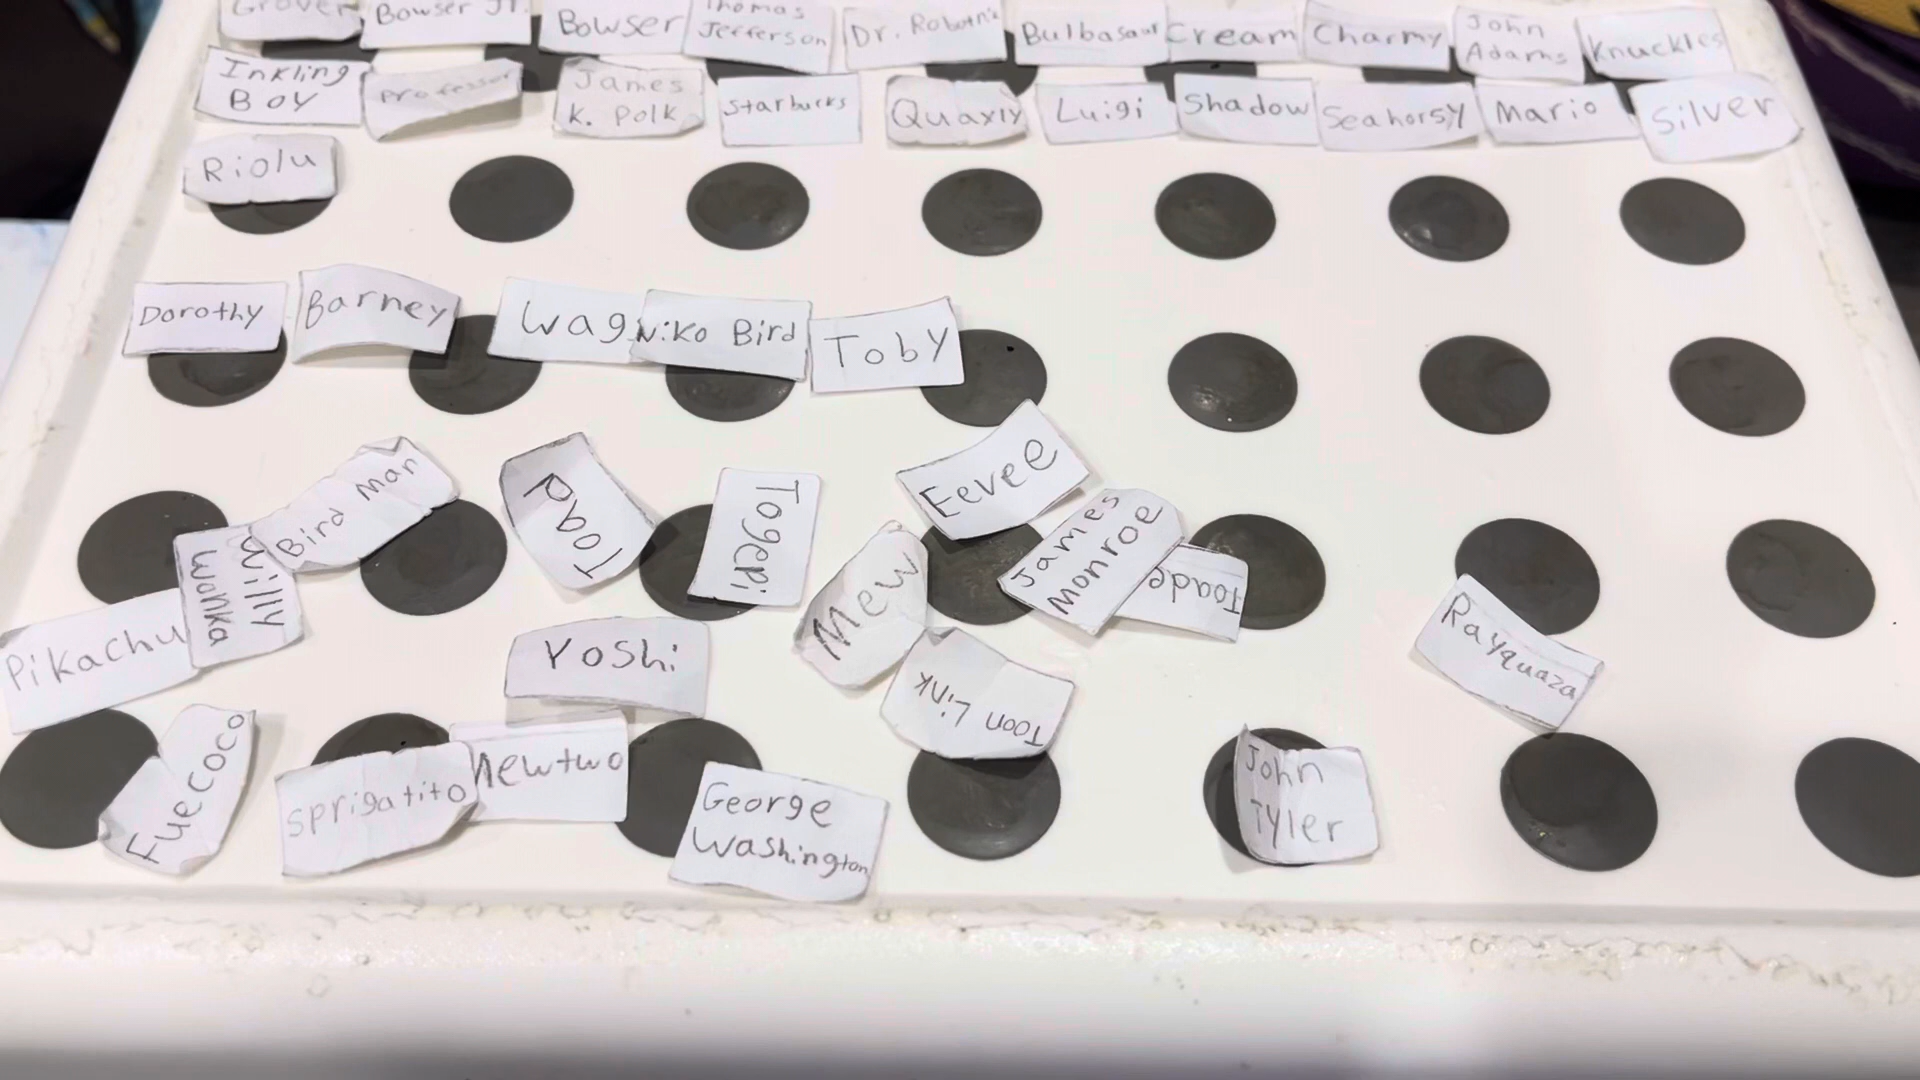 Grover
Bowser Jr.
Bowser
Thomas
Jefferson
Dr. Robotnic
Bulbasaur
Cream
Charmy
John
Adams
Knuckles
Inkling
Boy
Professor
James
K. Polk
Starbucks
Quaxly
Luigi
Shadow
Seahorsy
Mario
Silver
Riolu
Dorothy
Barney
Wag
Niko Bird
Toby
Bird Man
Toad
Togepi
Eevee
James
Monroe
Toade
Willy
Wonka
Pikachu
Yoshi
Mew
Toon Link
Rayquaza
Fuecoco
Sprigatito
Newtwo
George
Washington
John
Tyler